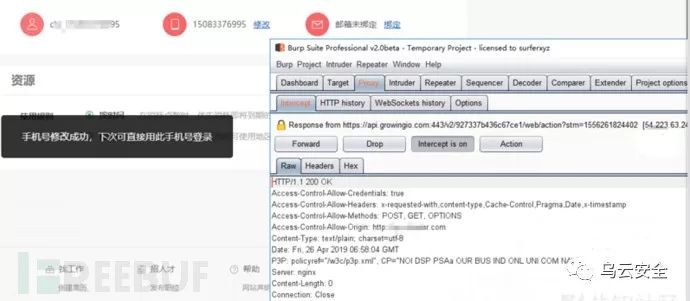 15083376995 修改
邮箱未绑定 绑定
资源
手机号修改成功,下次可直接用此手机号登录
找工作
招人才
帮助
REEBUF
Burp Suite Professional v2.0beta - Temporary Project - licensed to surferxyz
Burp Project Intruder Repeater Window Help
Dashboard Target Proxy Intruder Repeater Sequencer Decoder Comparer Extender Project options
Intercept HTTP history WebSockets history Options
Response from https://api.growingio.com:443/v2/927337b436c67ce1/web/action?stm=1556261824402 [54.223.63.24
Forward Drop Intercept is on Action
Raw Headers Hex
HTTP/1.1 200 OK
Access-Control-Allow-Credentials: true
Access-Control-Allow-Headers: x-requested-with,content-type,Cache-Control,Pragma,Date,x-timestamp
Access-Control-Allow-Methods: POST, GET, OPTIONS
Access-Control-Allow-Origin: http: .com
Content-Type: text/plain; charset=utf-8
Date: Fri, 26 Apr 2019 06:58:04 GMT
P3P: policyref="/w3c/p3p.xml", CP="NOI DSP PSAa OUR BUS IND ONL UNI COM NA
Server: nginx
Content-Length: 0
Connection: Close
乌云安全